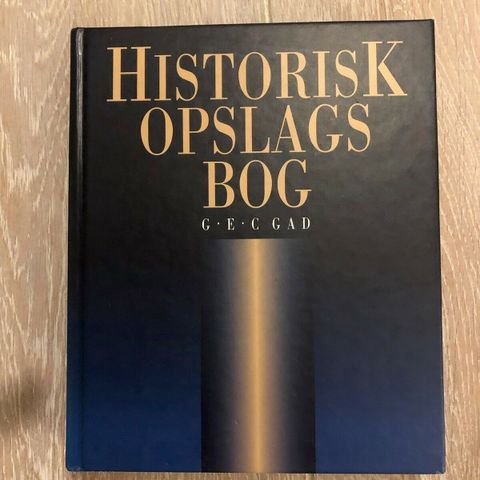 HISTORISK
OPSLAGS
BOG
G·E·C GAD